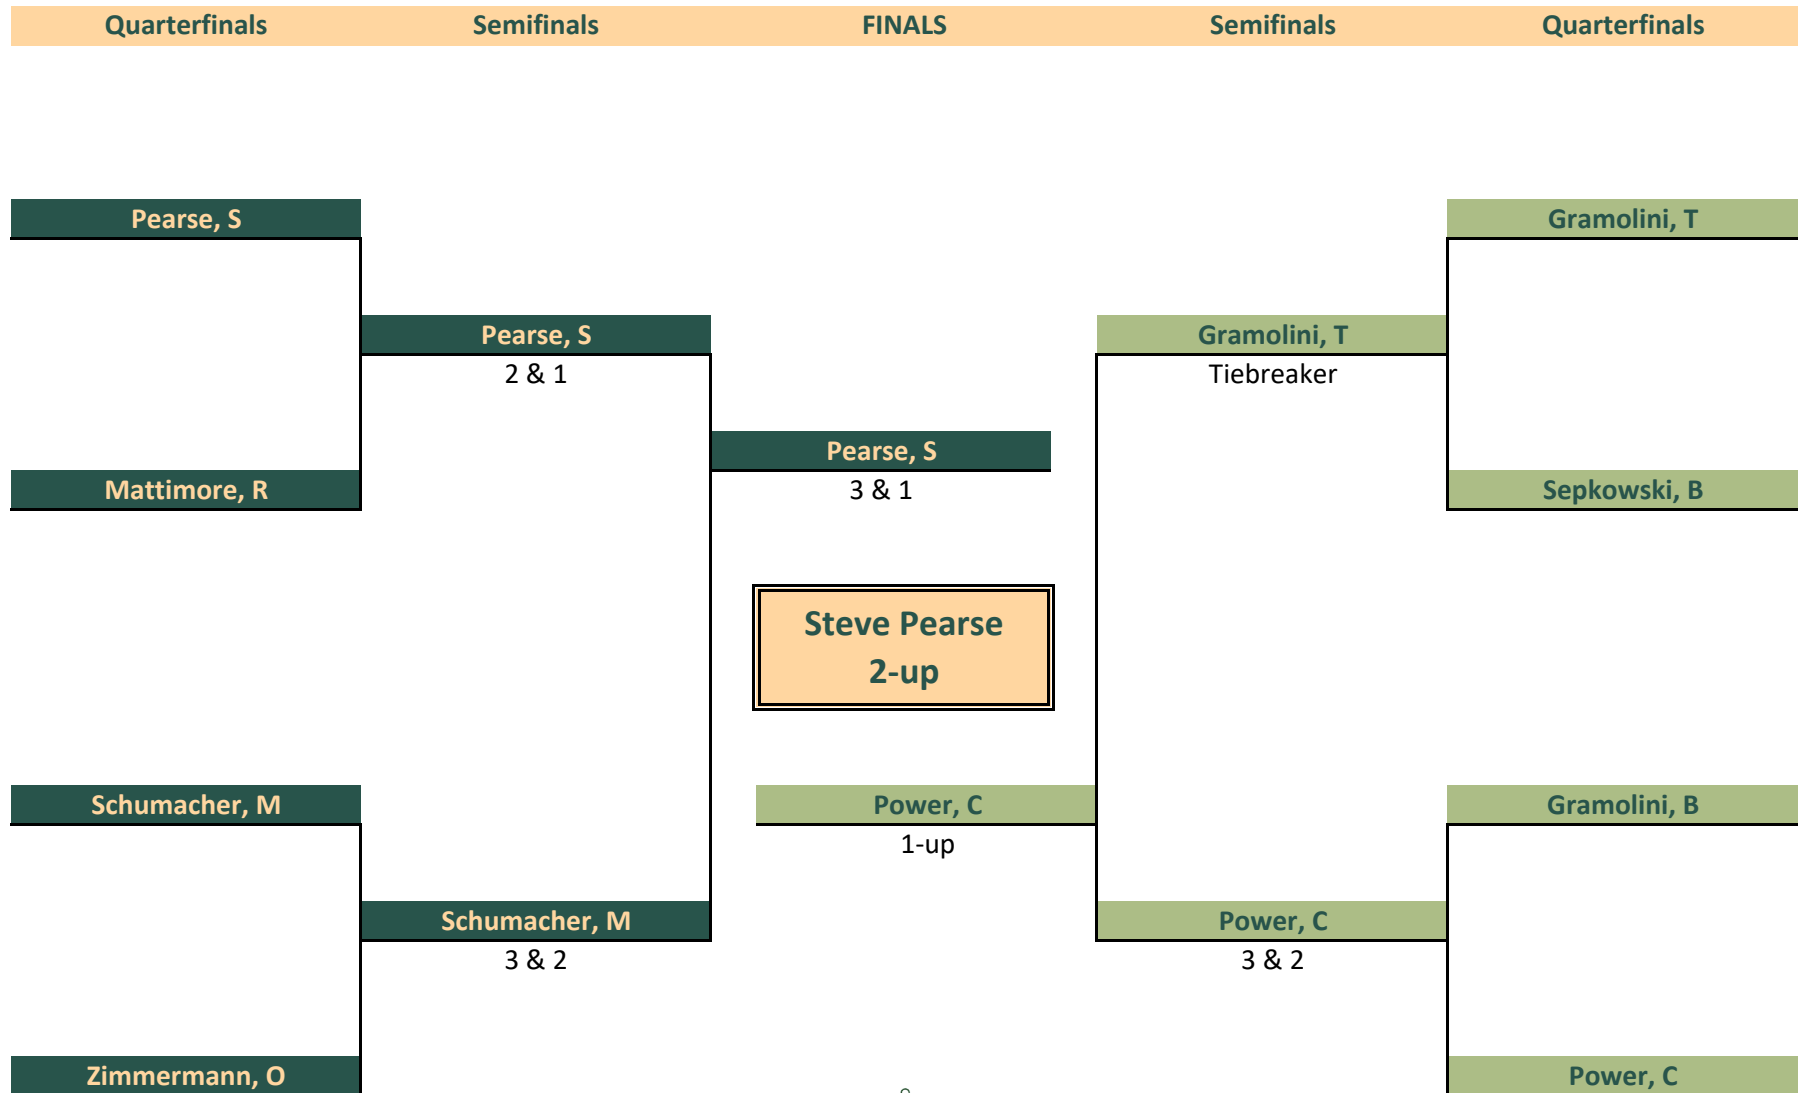 Quarterfinals Semifinals FINALS Semifinals Quarterfinals
Pearse, S Gramolini, T
Pearse, S Gramolini, T
2 & 1 Tiebreaker
Pearse, S
Mattimore, R 3 & 1 Sepkowski, B
Steve Pearse
2-up
Schumacher, M Power, C Gramolini, B
1-up
Schumacher, M Power, C
3 & 2 3 & 2
Zimmermann, O Power, C